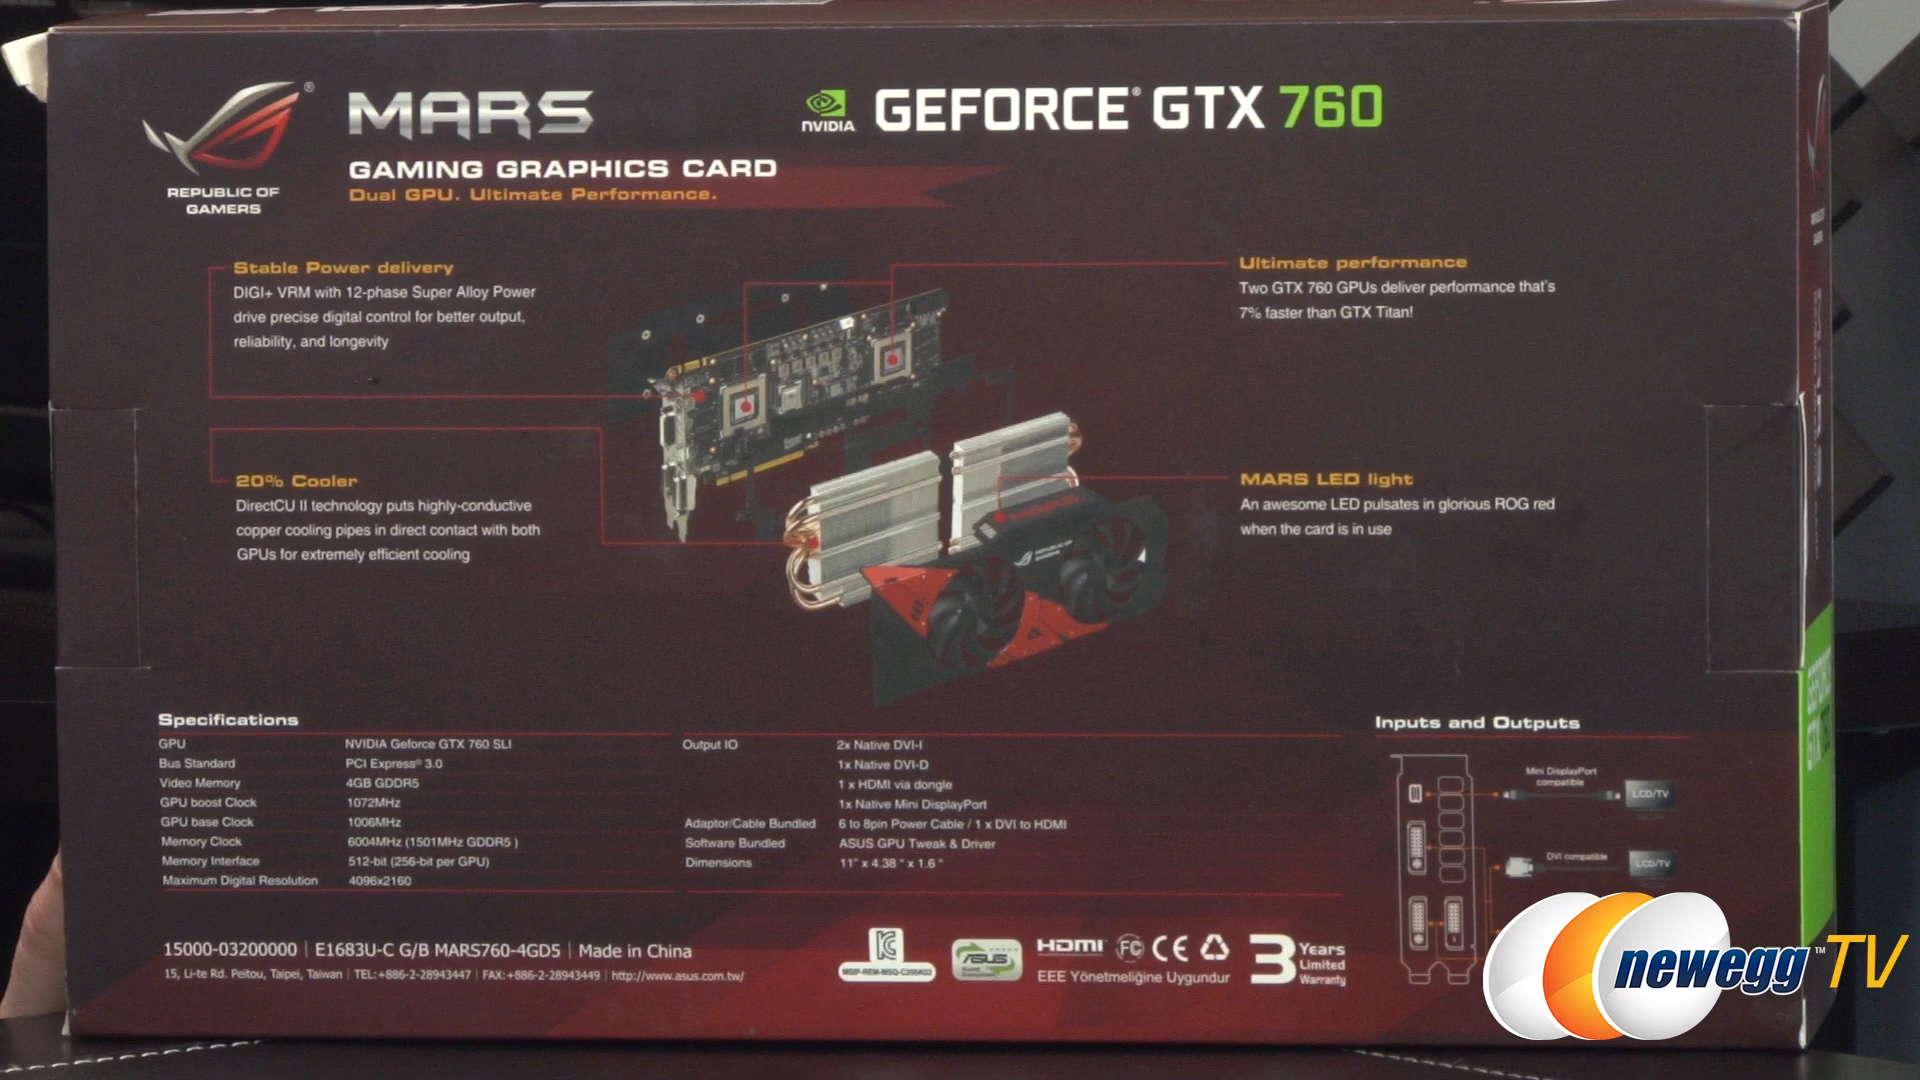 MARS
NVIDIA
GEFORCE® GTX 760
REPUBLIC OF
GAMERS
GAMING GRAPHICS CARD
Dual GPU. Ultimate Performance.
Stable Power delivery
DIGI+ VRM with 12-phase Super Alloy Power
drive precise digital control for better output,
reliability, and longevity
Ultimate performance
Two GTX 760 GPUs deliver performance that's
7% faster than GTX Titan!
20% Cooler
DirectCU II technology puts highly-conductive
copper cooling pipes in direct contact with both
GPUs for extremely efficient cooling
MARS LED light
An awesome LED pulsates in glorious ROG red
when the card is in use
Specifications
GPU NVIDIA Geforce GTX 760 SLI
Bus Standard PCI Express® 3.0
Video Memory 4GB GDDR5
GPU boost Clock 1072MHz
GPU base Clock 1006MHz
Memory Clock 6004MHz (1501MHz GDDR5 )
Memory Interface 512-bit (256-bit per GPU)
Maximum Digital Resolution 4096x2160
Output IO 2x Native DVI-I
1x Native DVI-D
1 x HDMI via dongle
1x Native Mini DisplayPort
Adaptor/Cable Bundled 6 to 8pin Power Cable / 1 x DVI to HDMI
Software Bundled ASUS GPU Tweak & Driver
Dimensions 11" x 4.38 " x 1.6 "
Inputs and Outputs
Mini DisplayPort
compatible
LCD/TV
DVI compatible
LCD/TV
15000-03200000 | E1683U-C G/B MARS760-4GD5 | Made in China
15, Li-te Rd. Peitou, Taipei, Taiwan | TEL:+886-2-28943447 | FAX:+886-2-28943449 | http://www.asus.com.tw/
ASUS
HDMI FC CE
EEE Yönetmeliğine Uygundur
3 Years
Limited
Warranty
GEFORCE
GTX 760
newegg™TV